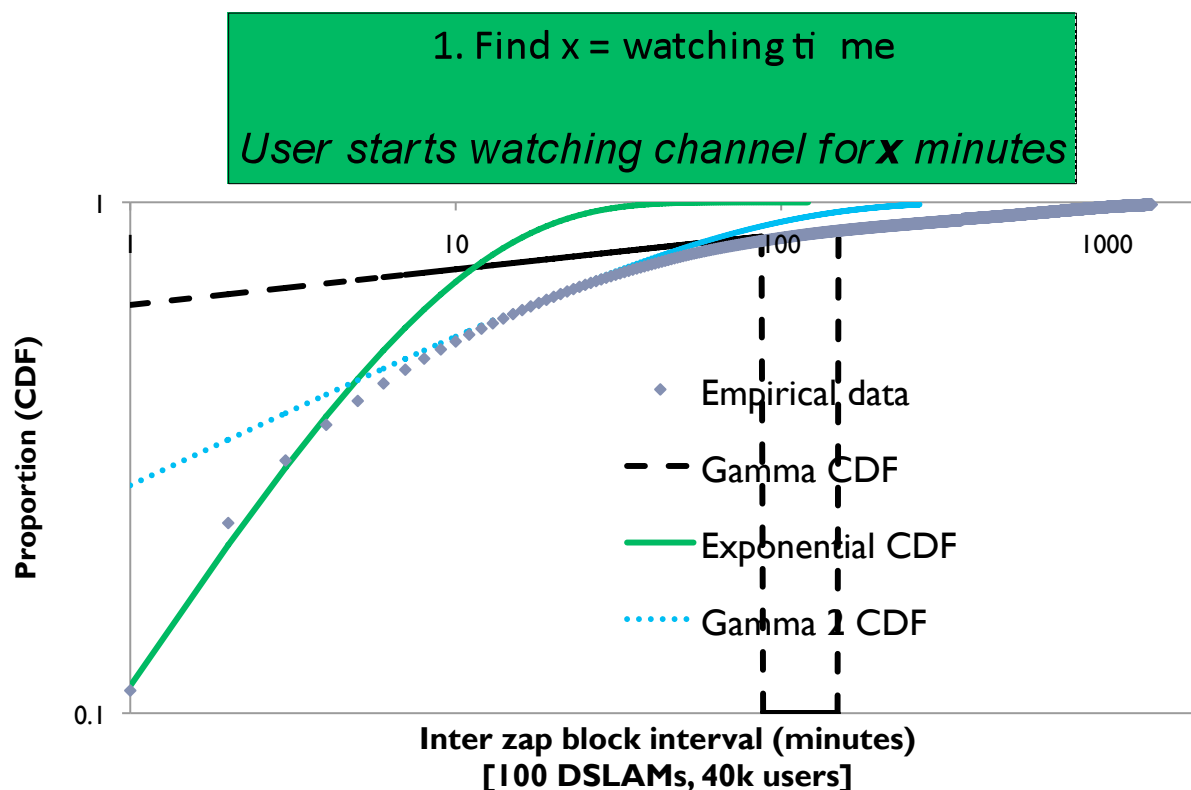 1. Find x = watching ti me
User starts watching channel for x minutes
1
1
10
100
1000
Proportion (CDF)
Empirical data
Gamma CDF
Exponential CDF
Gamma 2 CDF
0.1
Inter zap block interval (minutes)
[100 DSLAMs, 40k users]